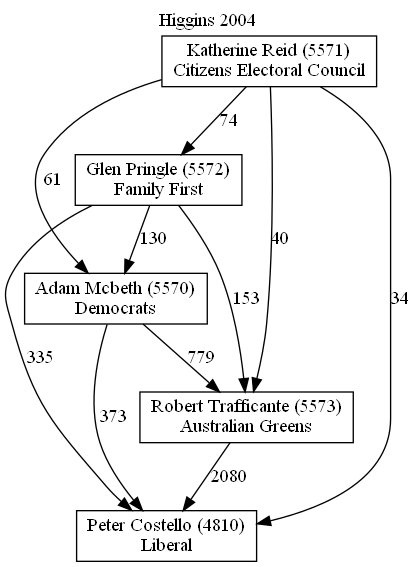 Higgins 2004
Katherine Reid (5571)
Citizens Electoral Council
74
Glen Pringle (5572)
Family First
61
130
40
Adam Mcbeth (5570)
Democrats
153
34
335
779
373
Robert Trafficante (5573)
Australian Greens
2080
Peter Costello (4810)
Liberal